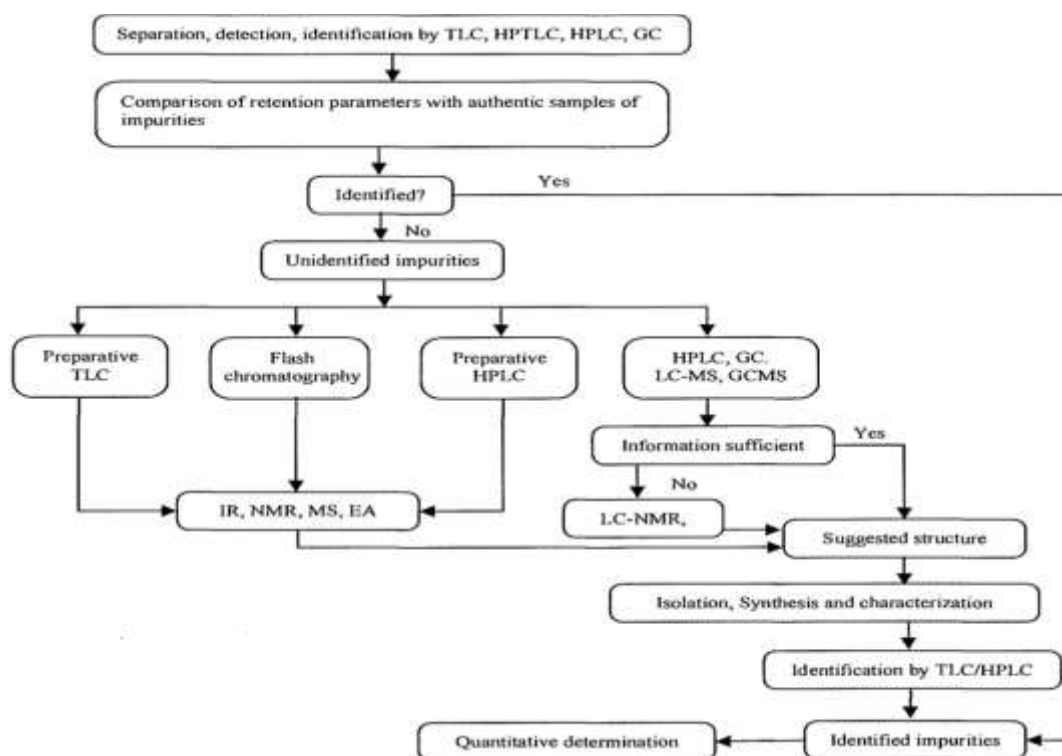 Separation, detection, identification by TLC, HPTLC, HPLC, GC
Comparison of retention parameters with authentic samples of
impurities
Identified?
Yes
No
Unidentified impurities
Preparative
TLC
Flash
chromatography
Preparative
HPLC
HPLC, GC.
LC-MS, GCMS
Information sufficient
Yes
No
IR, NMR, MS, EA
LC-NMR,
Suggested structure
Isolation, Synthesis and characterization
Identification by TLC/HPLC
Quantitative determination
Identified impurities